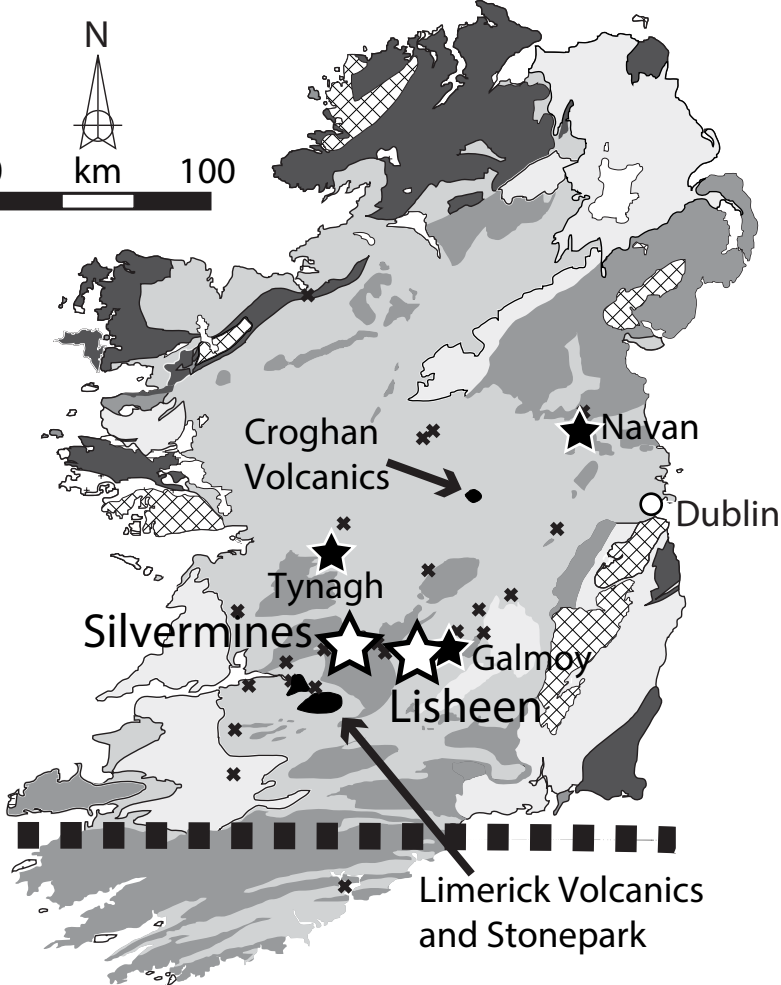 N
0 km 100
Croghan
Volcanics
Navan
Dublin
Tynagh
Silvermines
Galmoy
Lisheen
Limerick Volcanics
and Stonepark